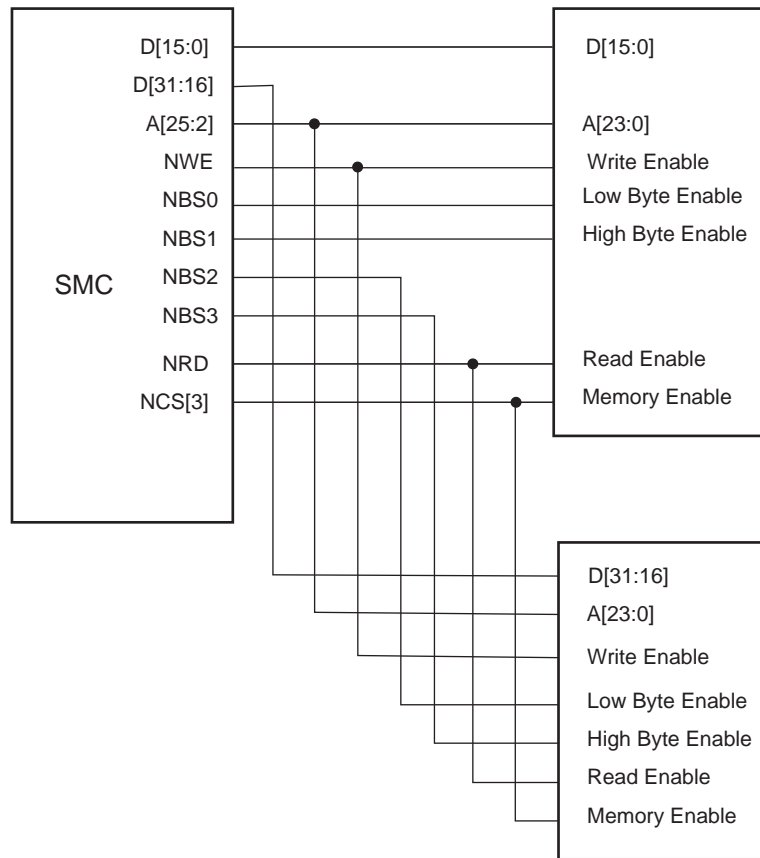 D[15:0]
D[31:16]
A[25:2]
NWE
NBS0
NBS1
NBS2
NBS3
NRD
NCS[3]
SMC
D[15:0]
A[23:0]
Write Enable
Low Byte Enable
High Byte Enable
Read Enable
Memory Enable
D[31:16]
A[23:0]
Write Enable
Low Byte Enable
High Byte Enable
Read Enable
Memory Enable